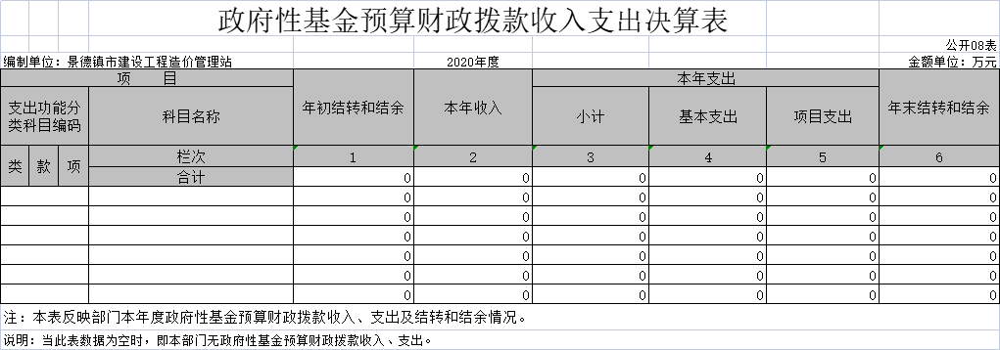 政府性基金预算财政拨款收入支出决算表
公开08表
编制单位：景德镇市建设工程造价管理站 2020年度 金额单位：万元
项 目 年初结转和结余 本年收入 本年支出 年末结转和结余
支出功能分类科目编码 科目名称 小计 基本支出 项目支出
类 款 项 栏次 1 2 3 4 5 6
合计 0 0 0 0 0 0
0 0 0 0 0 0
0 0 0 0 0 0
0 0 0 0 0 0
0 0 0 0 0 0
0 0 0 0 0 0
0 0 0 0 0 0
注：本表反映部门本年度政府性基金预算财政拨款收入、支出及结转和结余情况。
说明：当此表数据为空时，即本部门无政府性基金预算财政拨款收入、支出。